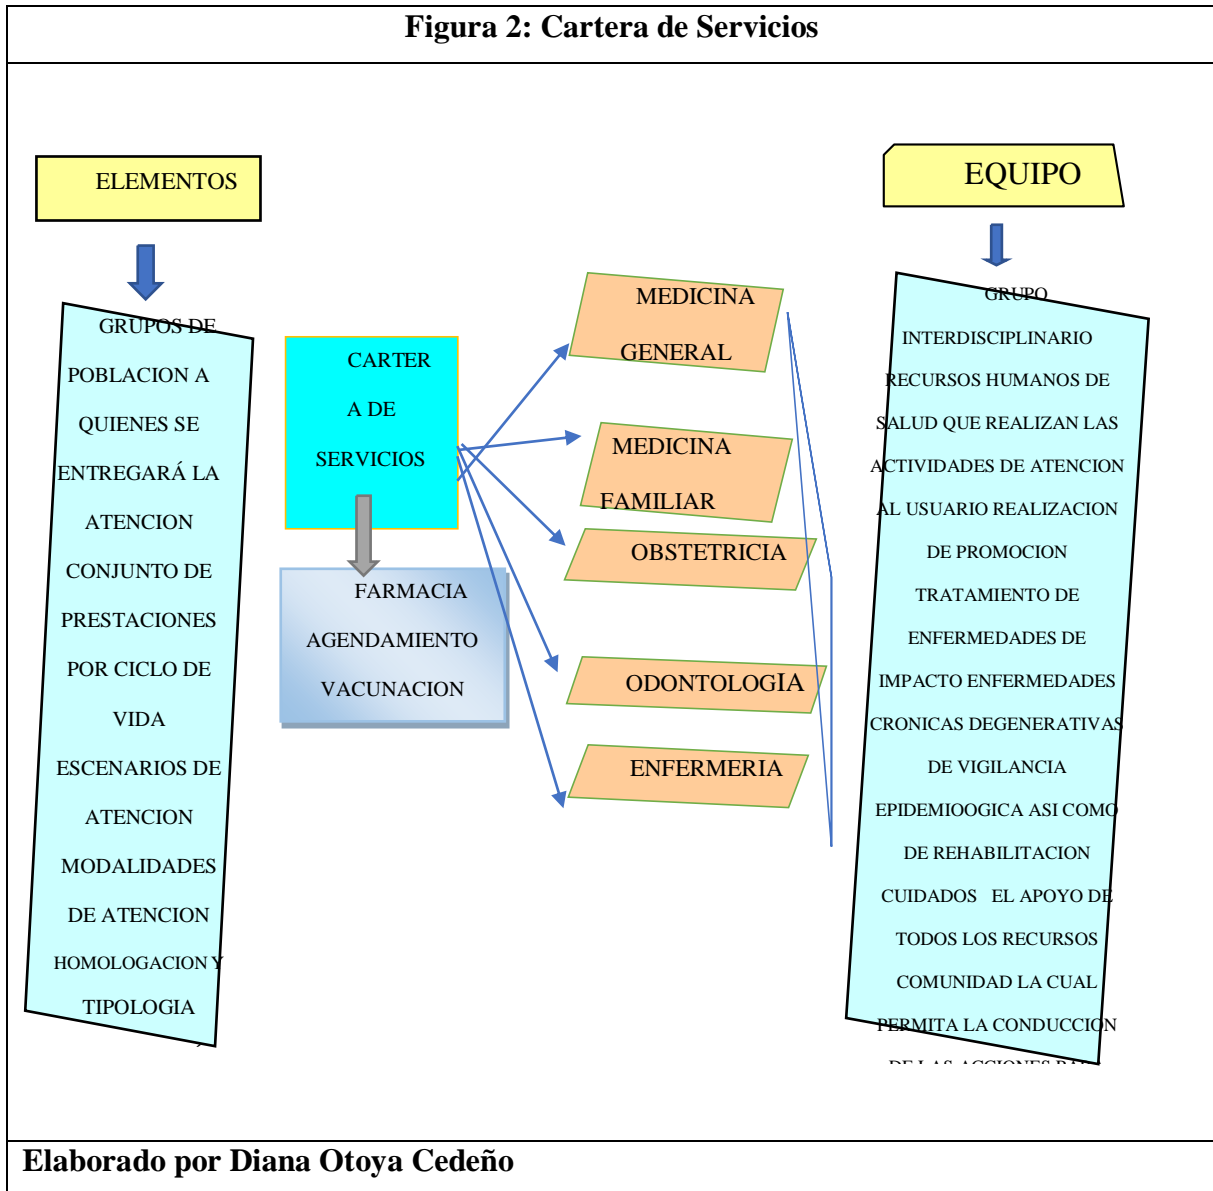 Figura 2: Cartera de Servicios
ELEMENTOS
GRUPOS DE
POBLACION A
QUIENES SE
ENTREGARÁ LA
ATENCION
CONJUNTO DE
PRESTACIONES
POR CICLO DE
VIDA
ESCENARIOS DE
ATENCION
MODALIDADES
DE ATENCION
HOMOLOGACION Y
TIPOLOGIA
CARTER
A DE
SERVICIOS
FARMACIA
AGENDAMIENTO
VACUNACION
MEDICINA
GENERAL
MEDICINA
FAMILIAR
OBSTETRICIA
ODONTOLOGIA
ENFERMERIA
EQUIPO
GRUPO
INTERDISCIPLINARIO
RECURSOS HUMANOS DE
SALUD QUE REALIZAN LAS
ACTIVIDADES DE ATENCION
AL USUARIO REALIZACION
DE PROMOCION
TRATAMIENTO DE
ENFERMEDADES DE
IMPACTO ENFERMEDADES
CRONICAS DEGENERATIVAS
DE VIGILANCIA
EPIDEMIOOGICA ASI COMO
DE REHABILITACION
CUIDADOS EL APOYO DE
TODOS LOS RECURSOS
COMUNIDAD LA CUAL
PERMITA LA CONDUCCION
DE LAS ACCIONES
Elaborado por Diana Otoya Cedeño